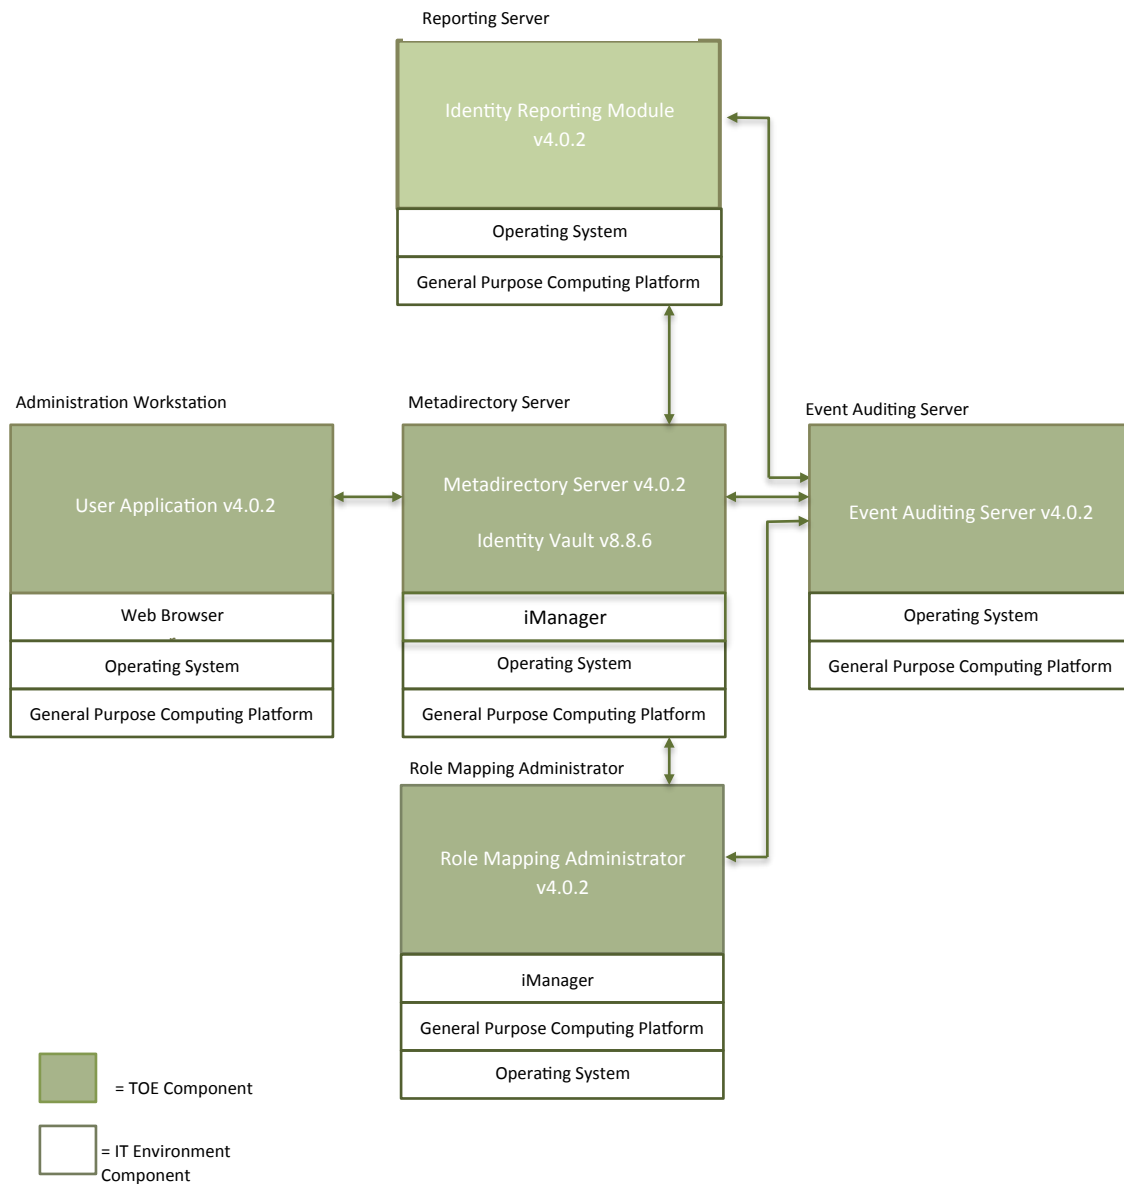 Reporting Server
Identity Reporting Module
v4.0.2
Operating System
General Purpose Computing Platform
Administration Workstation
User Application v4.0.2
Web Browser
Operating System
General Purpose Computing Platform
Metadirectory Server
Metadirectory Server v4.0.2
Identity Vault v8.8.6
iManager
Operating System
General Purpose Computing Platform
Event Auditing Server
Event Auditing Server v4.0.2
Operating System
General Purpose Computing Platform
Role Mapping Administrator
Role Mapping Administrator
v4.0.2
iManager
General Purpose Computing Platform
Operating System
= TOE Component
= IT Environment
Component